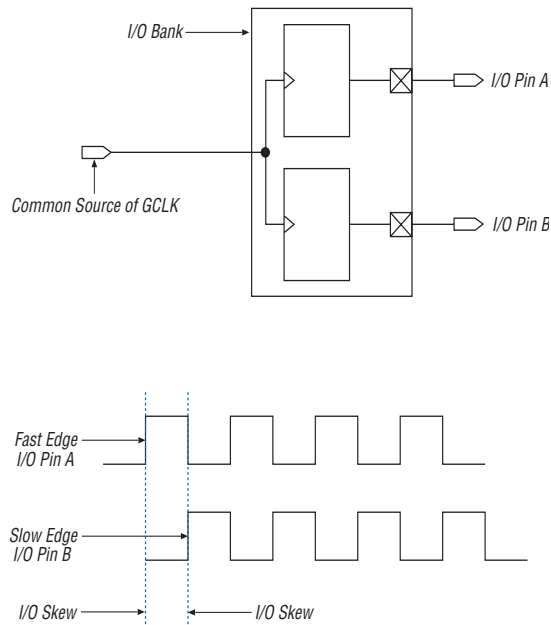 I/O Bank
I/O Pin A
Common Source of GCLK
I/O Pin B
Fast Edge
I/O Pin A
Slow Edge
I/O Pin B
I/O Skew
I/O Skew